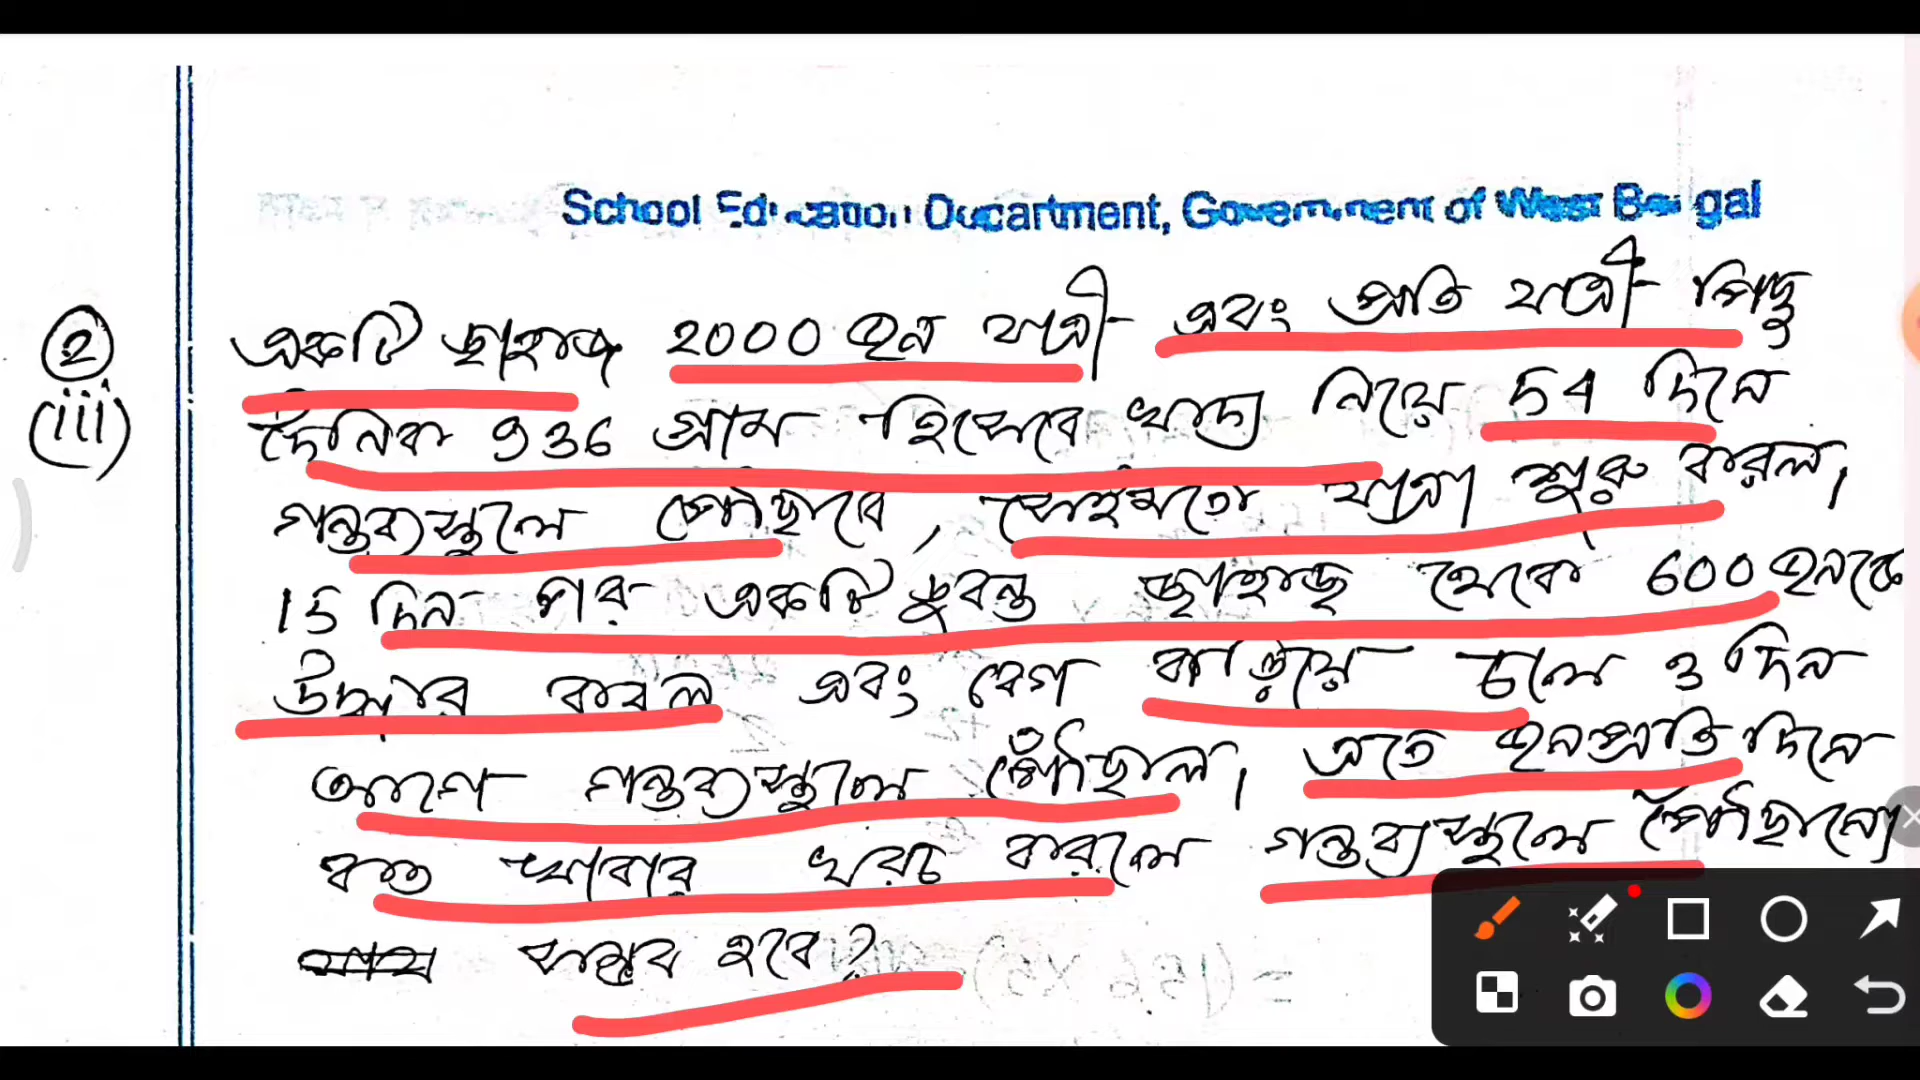 School Education Department, Government of West Bengal
২
(iii)
একটি জাহাজ ২০০০ জন যাত্রী এবং প্রতি যাত্রী পিছু
দৈনিক 936 গ্রাম হিসেবে খাদ্য নিয়ে 54 দিনে
গন্তব্যস্থলে পৌঁছাবে, সেইমতো যাত্রা শুরু করল।
15 দিন পর একটি ডুবন্ত জাহাজ থেকে 600 জনকে
উদ্ধার করল এবং বেগ বাড়িয়ে চলে 3 দিন
আগে গন্তব্যস্থলে পৌঁছাল। এতে জনপ্রতি দিনে
কত খাবার খরচ করলে গন্তব্যস্থলে পৌঁছানো
সম্ভব হবে?